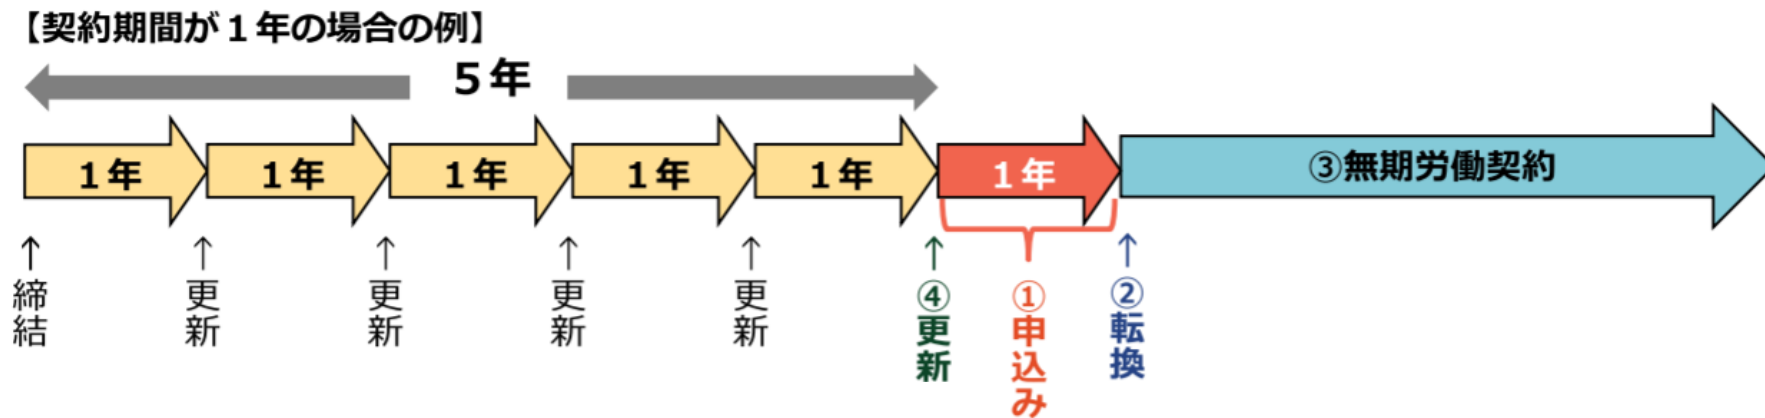 【契約期間が１年の場合の例】
５年
１年
１年
１年
１年
１年
１年
③無期労働契約
↑締結
↑更新
↑更新
↑更新
↑更新
↑④更新
①申込み
↑②転換